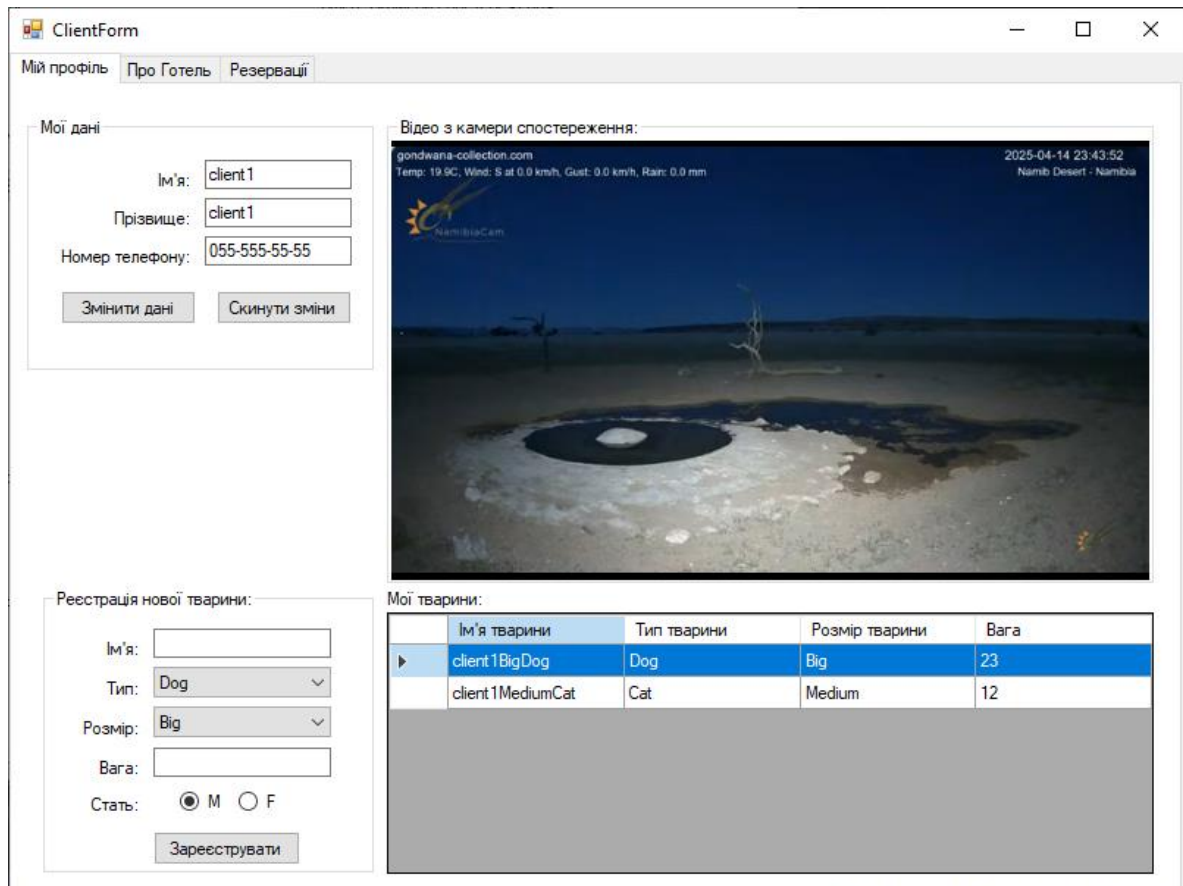 ClientForm
Мій профіль Про Готель Резервації
Мої дані
Ім'я: client1
Прізвище: client1
Номер телефону: 055-555-55-55
Змінити дані Скинути зміни
Відео з камери спостереження:
gondwana-collection.com 2025-04-14 23:43:52
Temp: 19.9C, Wind: S at 0.0 km/h, Gust: 0.0 km/h, Rain: 0.0 mm Namib Desert - Namibia
NamibiaCam
Реєстрація нової тварини:
Ім'я:
Тип: Dog
Розмір: Big
Вага:
Стать: M F
Зареєструвати
Мої тварини:
Ім'я тварини Тип тварини Розмір тварини Вага
client1BigDog Dog Big 23
client1MediumCat Cat Medium 12